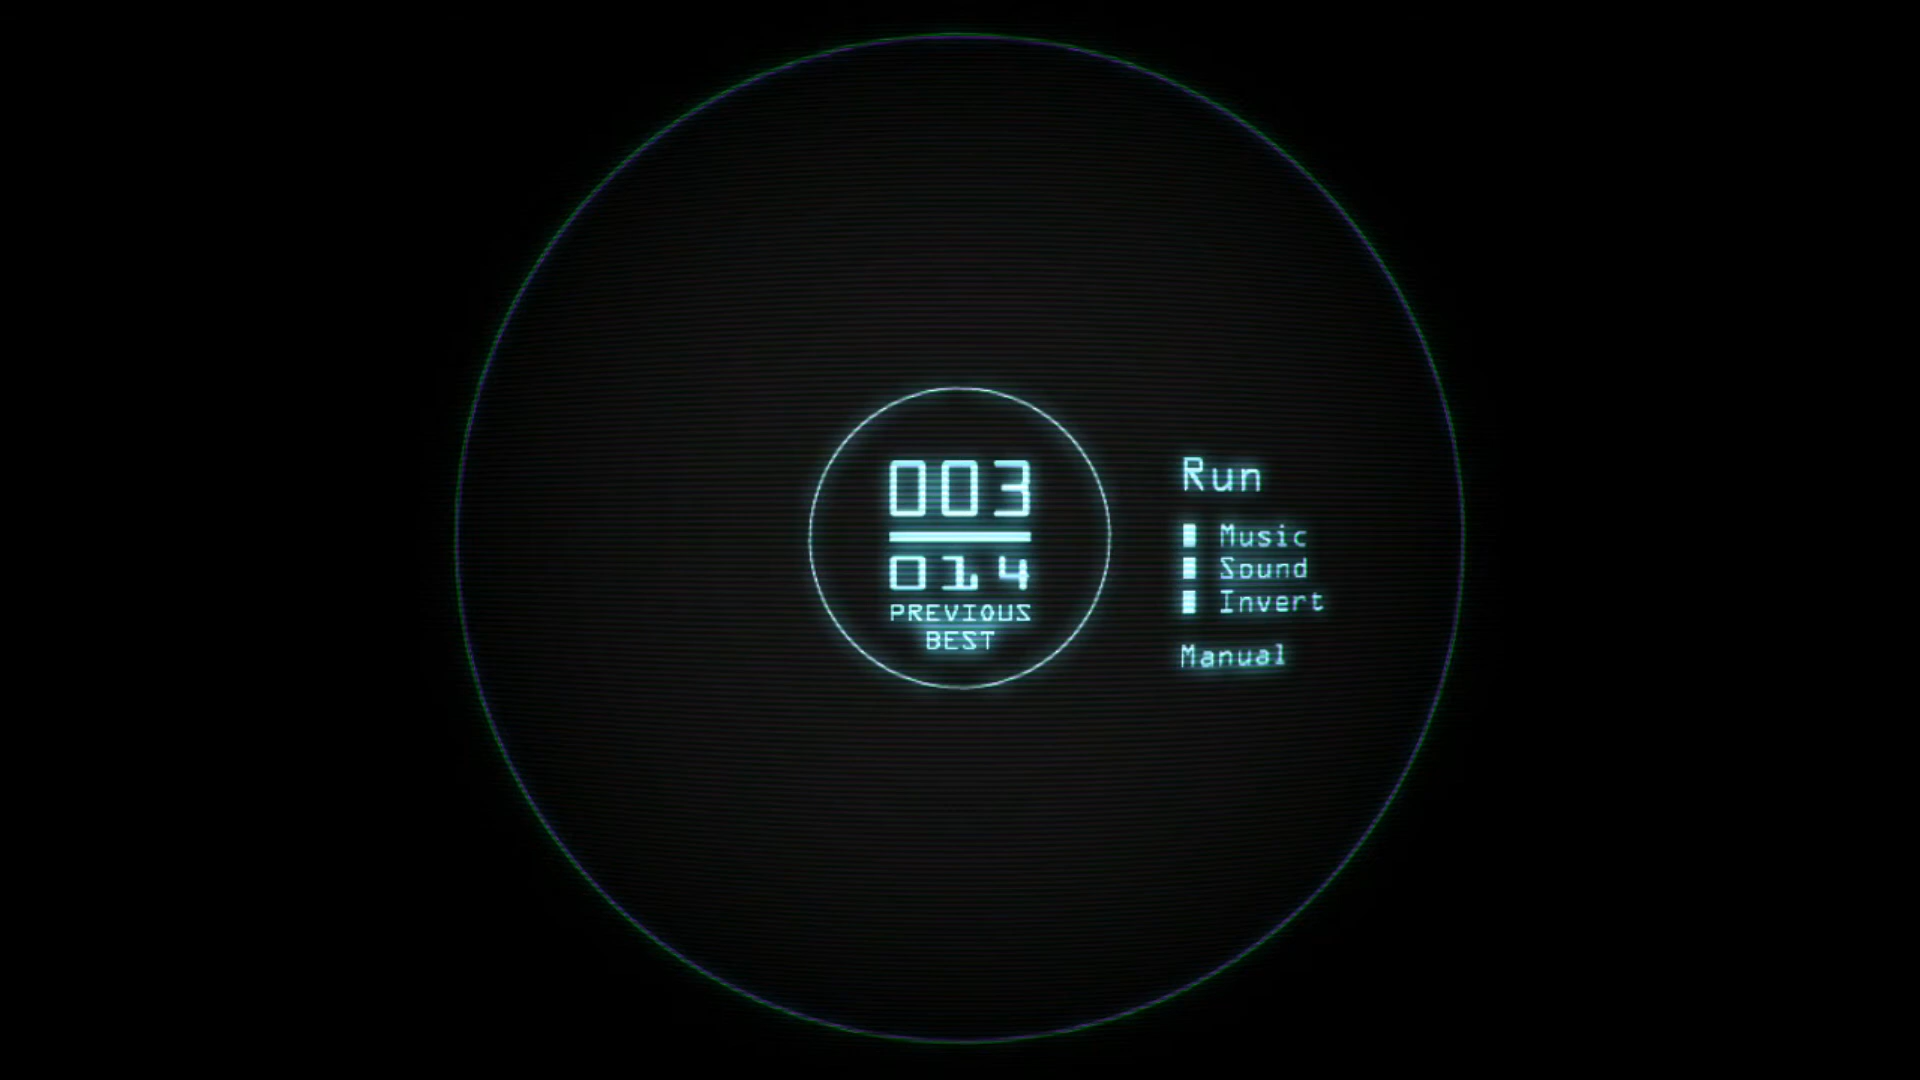 003
014
PREVIOUS
BEST
Run
Music
Sound
Invert
Manual